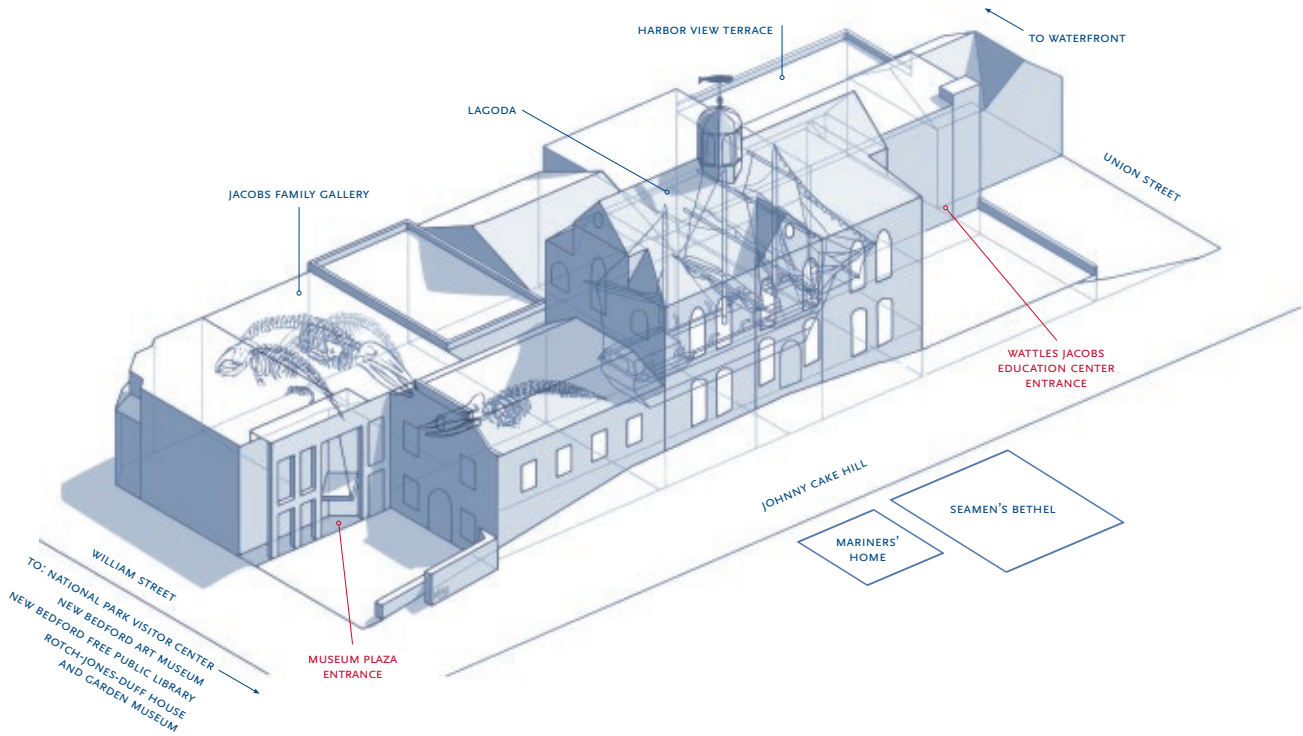 HARBOR VIEW TERRACE
TO WATERFRONT
LAGODA
UNION STREET
JACOBS FAMILY GALLERY
WATTLES JACOBS
EDUCATION CENTER
ENTRANCE
JOHNNY CAKE HILL
SEAMEN'S BETHEL
MARINERS'
HOME
WILLIAM STREET
TO: NATIONAL PARK VISITOR CENTER
NEW BEDFORD ART MUSEUM
NEW BEDFORD FREE PUBLIC LIBRARY
ROTCH-JONES-DUFF HOUSE
AND GARDEN MUSEUM
MUSEUM PLAZA
ENTRANCE